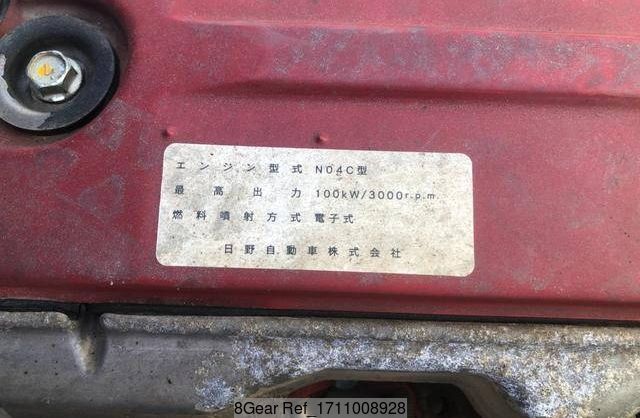 エンジン型式 N04C型
最高出力 100kW/3000r.p.m.
燃料噴射方式 電子式
日野自動車株式会社
8Gear Ref_1711008928